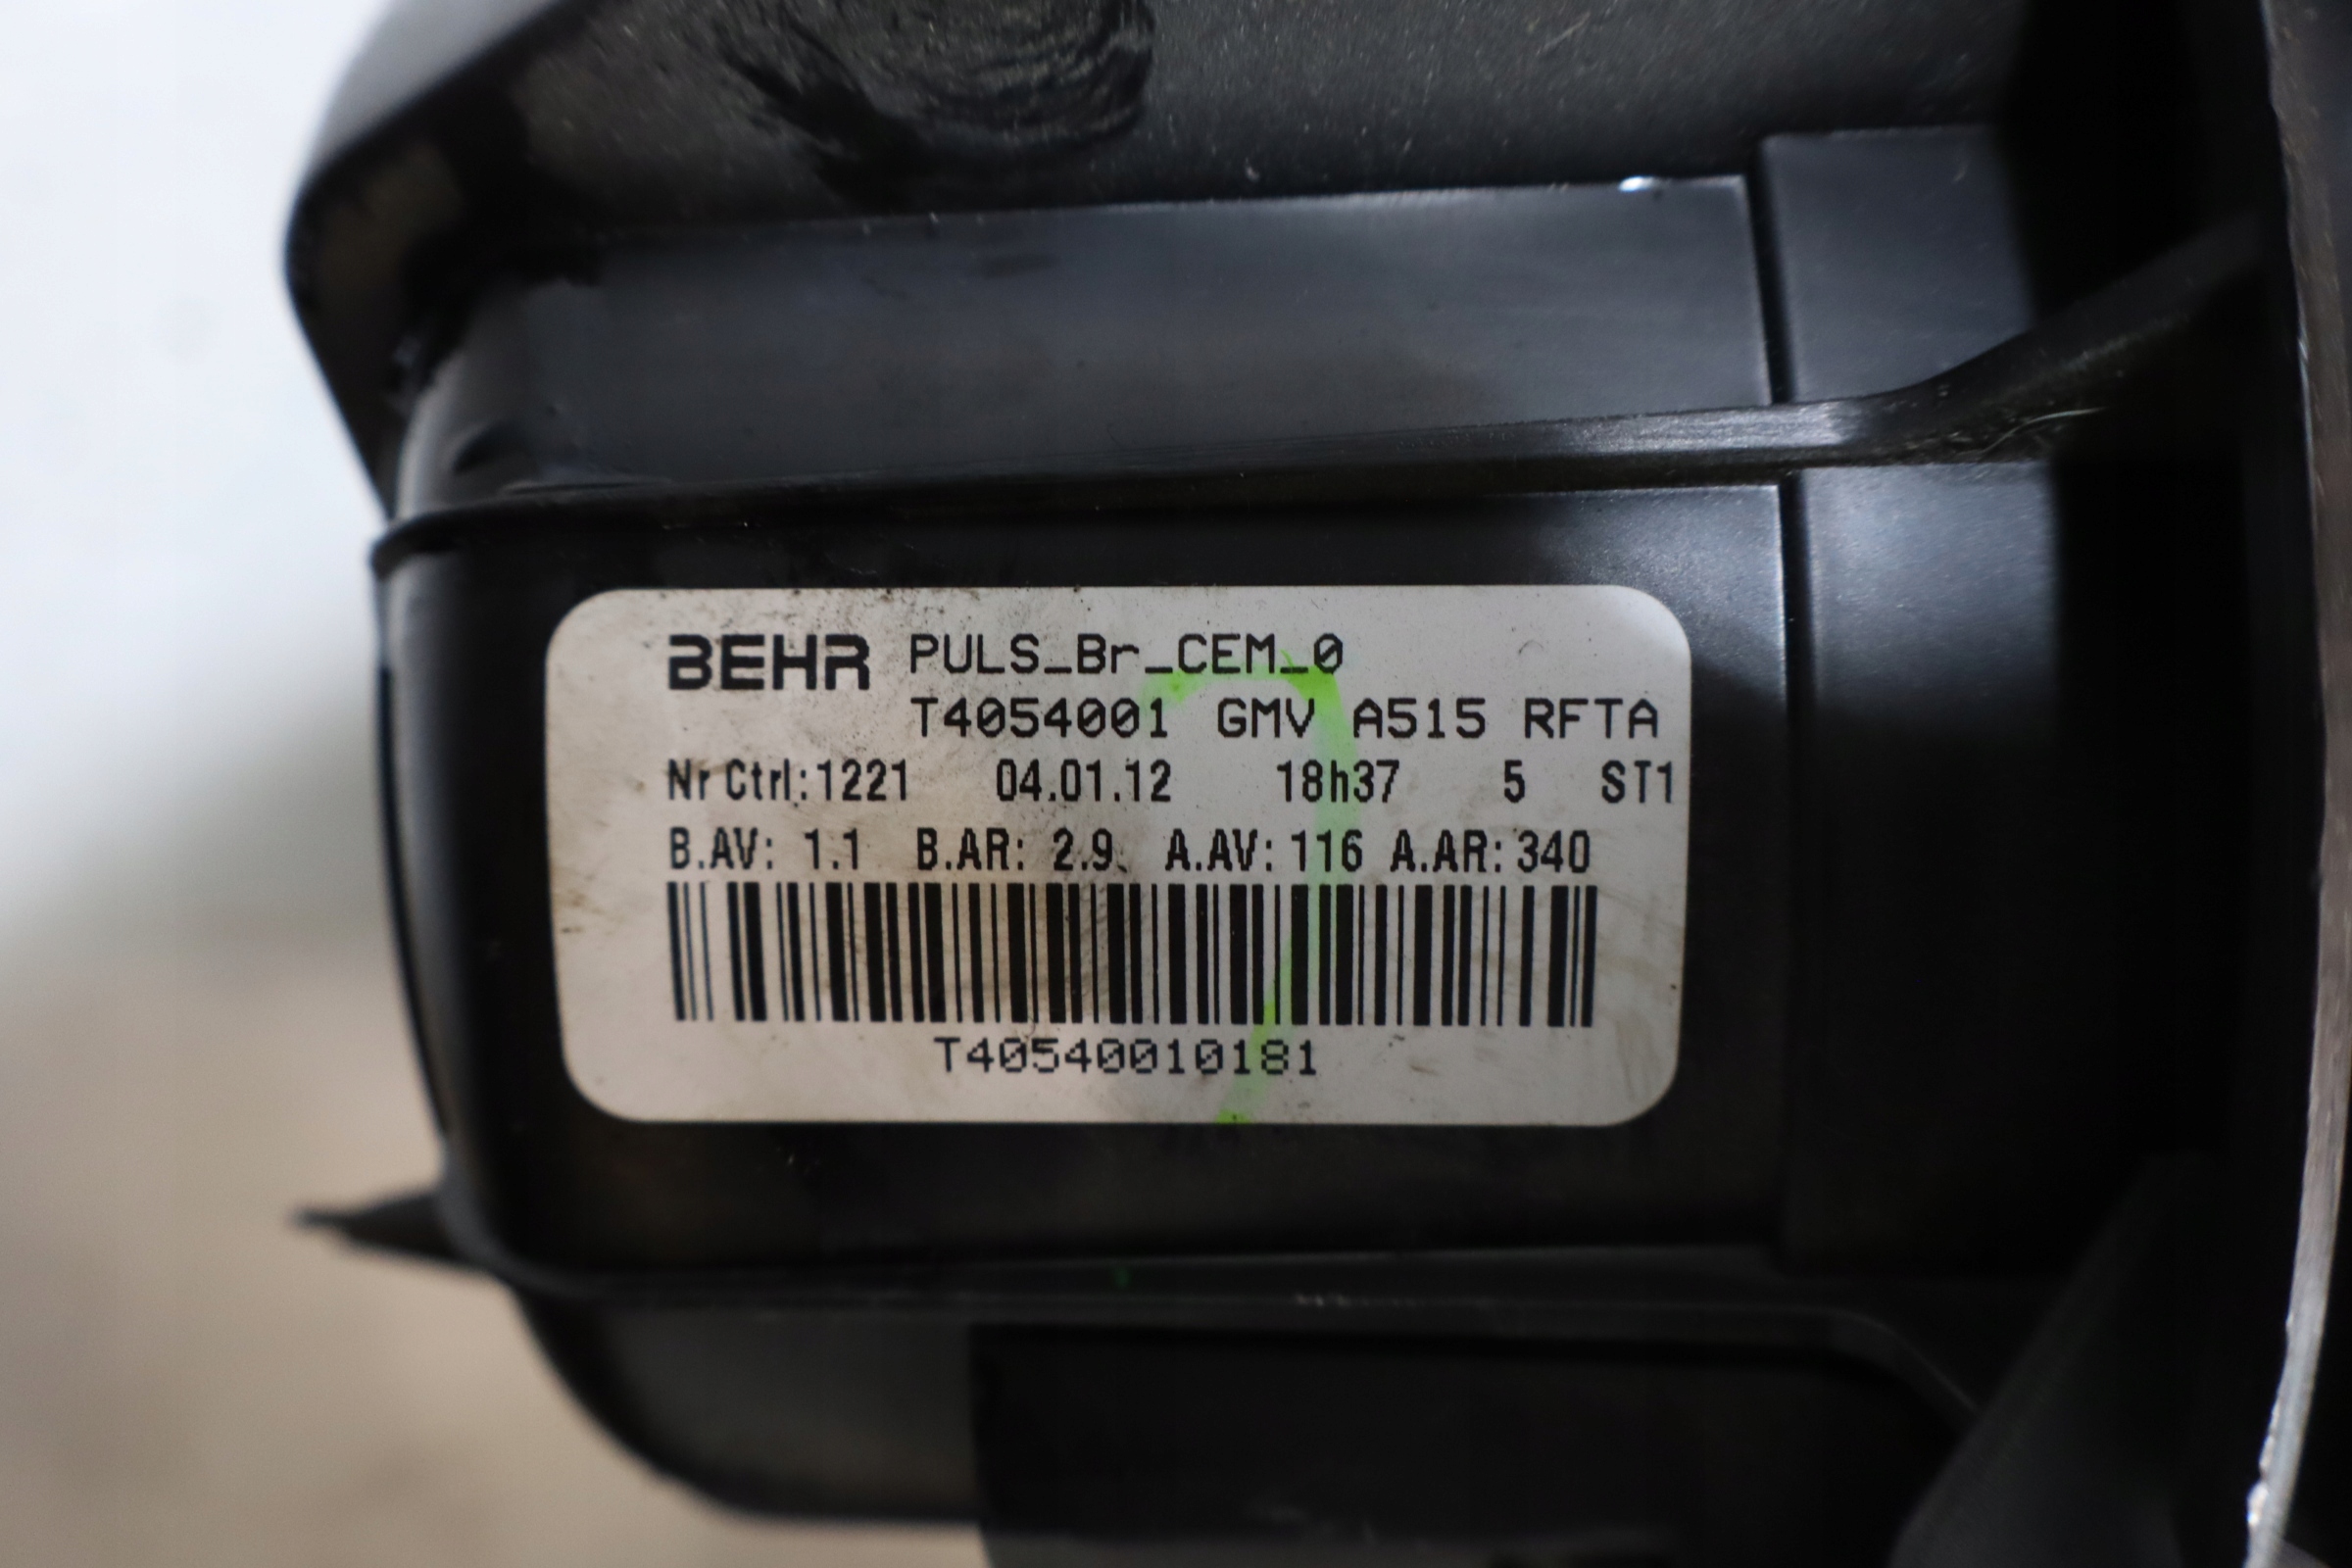 BEHR PULS_Br_CEM_0
T4054001 GMV A515 RFTA
Nr Ctrl:1221 04.01.12 18h37 5 ST1
B.AV: 1.1 B.AR: 2.9 A.AV: 116 A.AR: 340
T40540010181